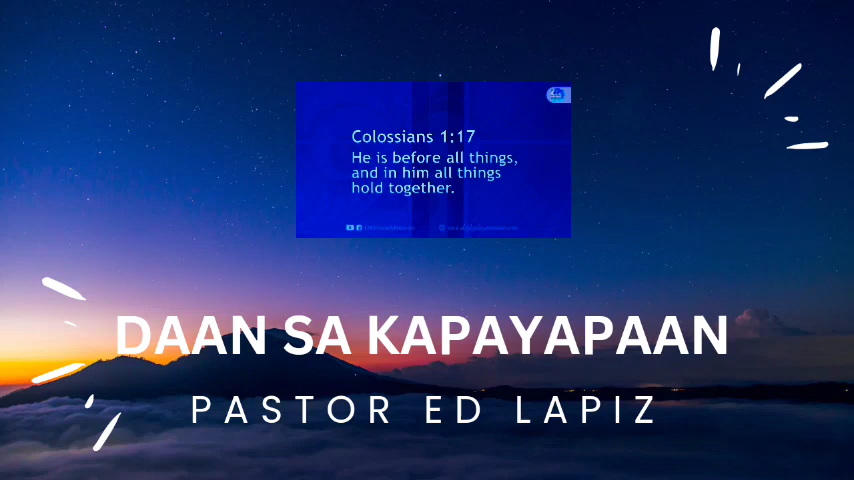 Colossians 1:17
He is before all things,
and in him all things
hold together.
DAAN SA KAPAYAPAAN
PASTOR ED LAPIZ